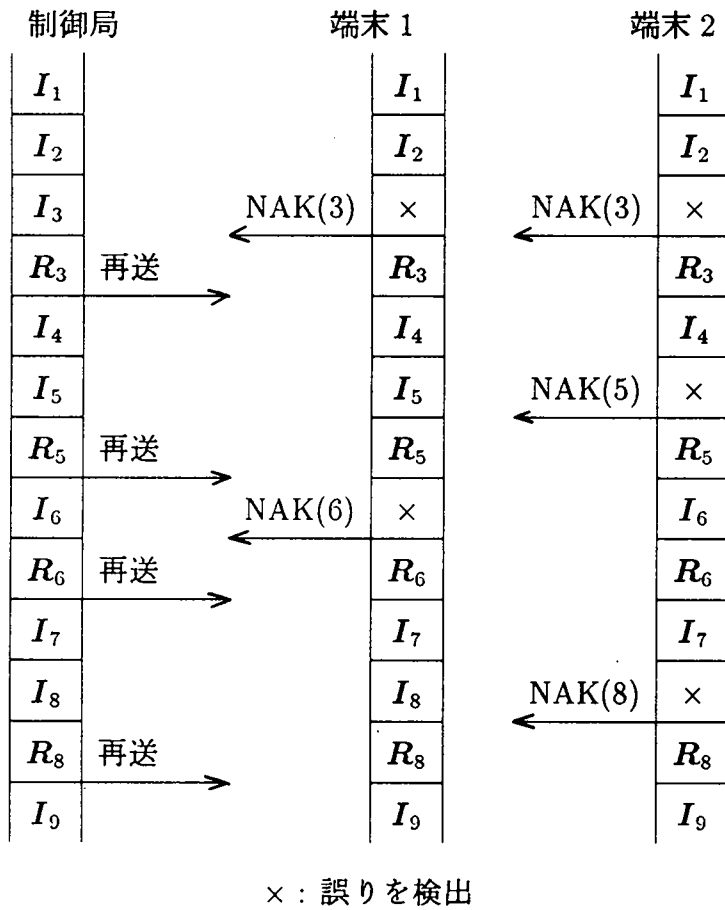 制御局 端末 1 端末 2
I₁ I₁ I₁
I₂ I₂ I₂
I₃ NAK(3) × NAK(3) ×
R₃ 再送 R₃ R₃
I₄ I₄ I₄
I₅ I₅ NAK(5) ×
R₅ 再送 R₅ R₅
I₆ NAK(6) × I₆
R₆ 再送 R₆ R₆
I₇ I₇ I₇
I₈ I₈ NAK(8) ×
R₈ 再送 R₈ R₈
I₉ I₉ I₉
× : 誤りを検出